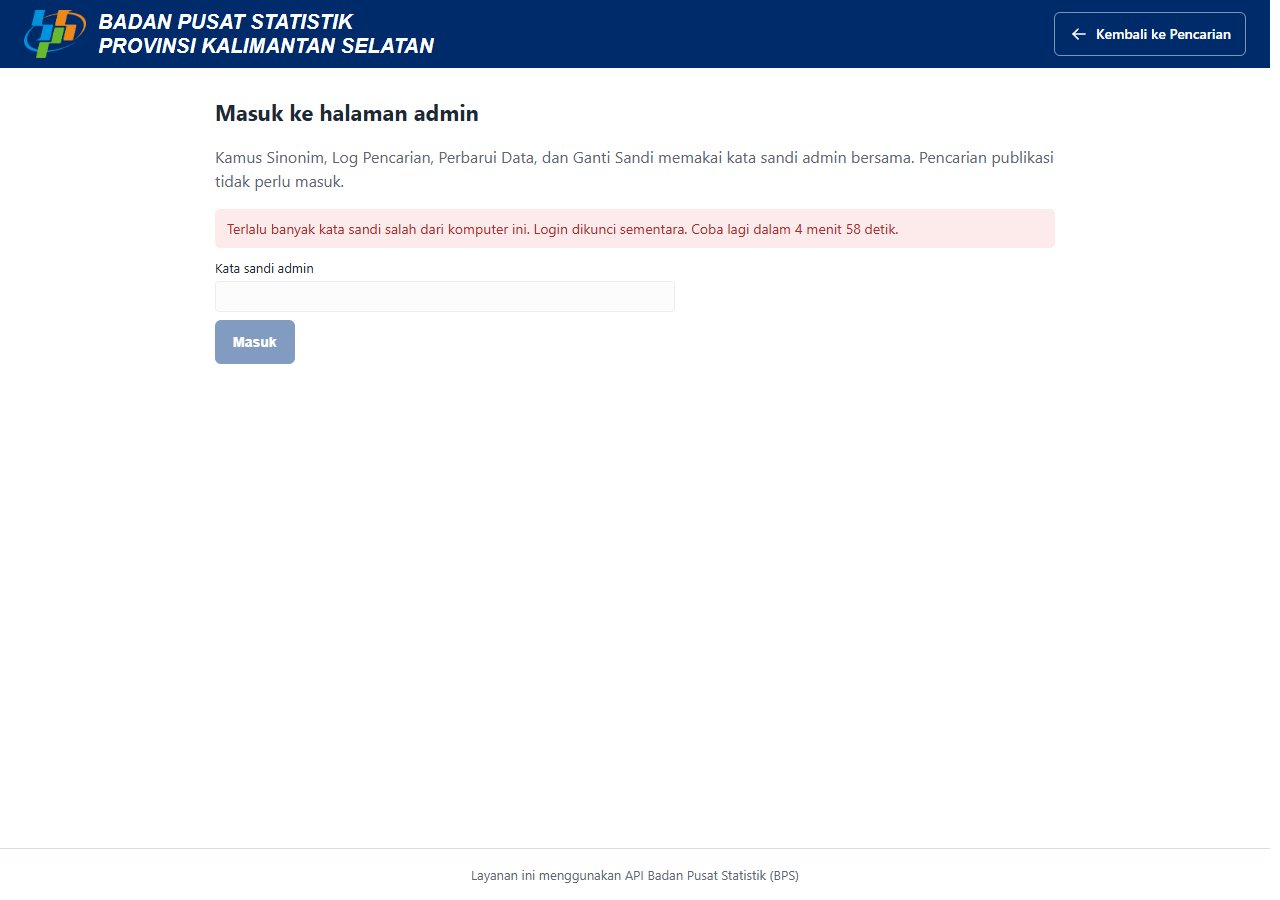 BADAN PUSAT STATISTIK
PROVINSI KALIMANTAN SELATAN
Kembali ke Pencarian
Masuk ke halaman admin
Kamus Sinonim, Log Pencarian, Perbarui Data, dan Ganti Sandi memakai kata sandi admin bersama. Pencarian publikasi
tidak perlu masuk.
Terlalu banyak kata sandi salah dari komputer ini. Login dikunci sementara. Coba lagi dalam 4 menit 58 detik.
Kata sandi admin
Masuk
Layanan ini menggunakan API Badan Pusat Statistik (BPS)